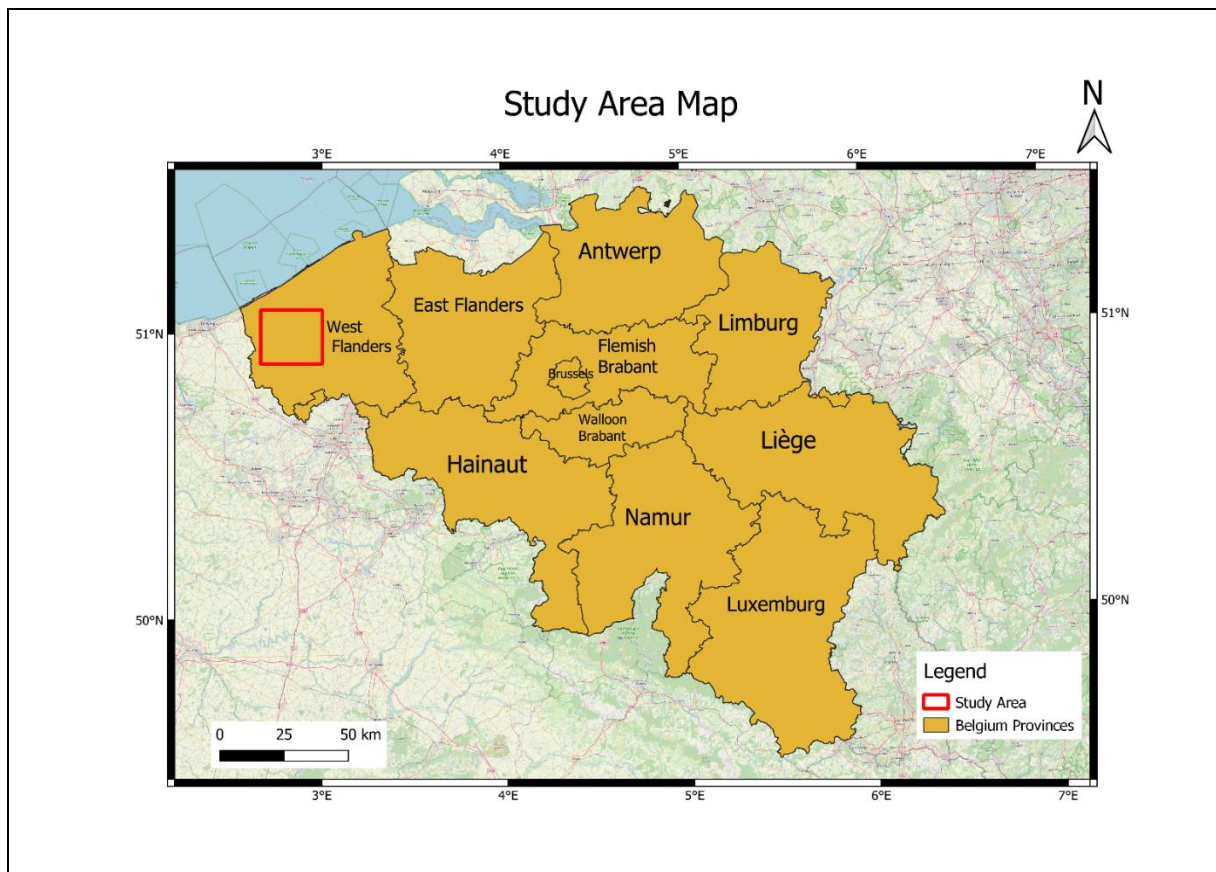 Study Area Map
N
3°E 4°E 5°E 6°E 7°E
Antwerp
East Flanders
51°N
51°N
Limburg
West
Flanders
Flemish
Brabant
Brussels
Walloon
Brabant
Liège
Hainaut
Namur
Luxemburg
50°N
50°N
Legend
Study Area
Belgium Provinces
0 25 50 km
3°E 4°E 5°E 6°E 7°E